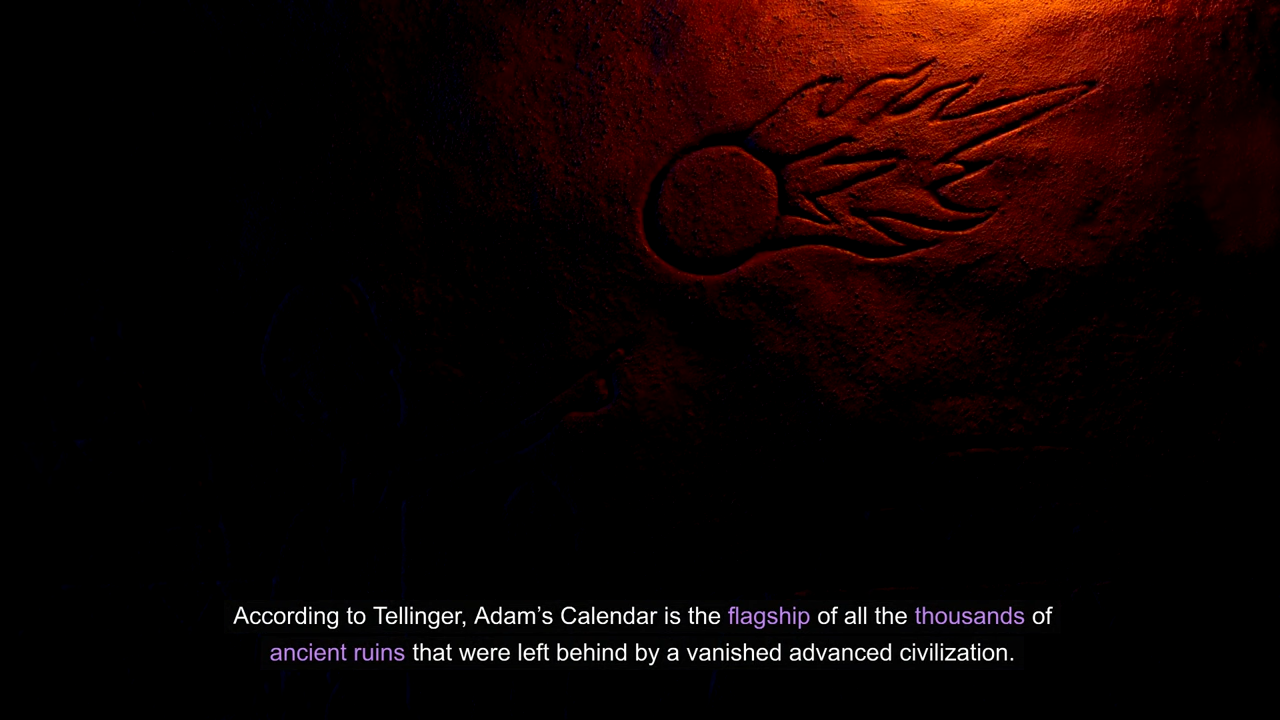 According to Tellinger, Adam’s Calendar is the flagship of all the thousands of
ancient ruins that were left behind by a vanished advanced civilization.